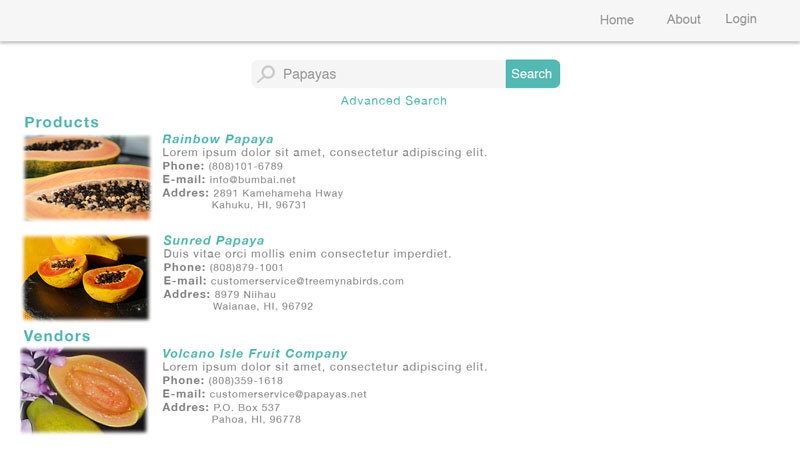 Home About Login
Papayas Search
Advanced Search
Products
Rainbow Papaya
Lorem ipsum dolor sit amet, consectetur adipiscing elit.
Phone: (808)101-6789
E-mail: info@bumbai.net
Addres: 2891 Kamehameha Hway
Kahuku, HI, 96731
Sunred Papaya
Duis vitae orci mollis enim consectetur imperdiet.
Phone: (808)879-1001
E-mail: customerservice@treemynabirds.com
Addres: 8979 Niihau
Waianae, HI, 96792
Vendors
Volcano Isle Fruit Company
Lorem ipsum dolor sit amet, consectetur adipiscing elit.
Phone: (808)359-1618
E-mail: customerservice@papayas.net
Addres: P.O. Box 537
Pahoa, HI, 96778